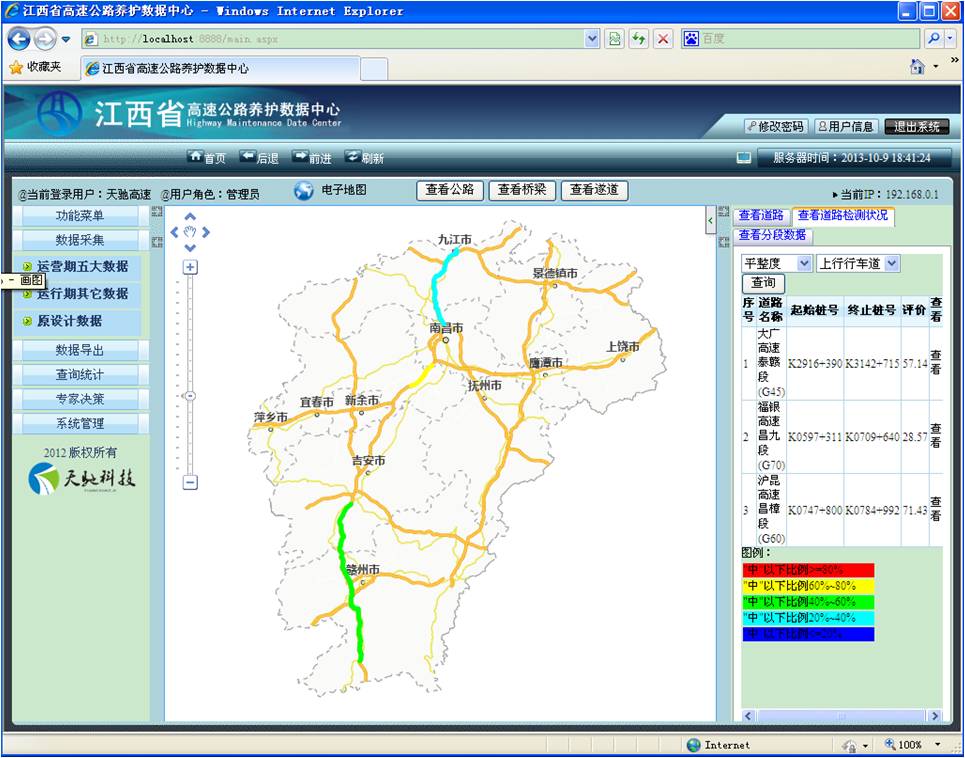 江西省高速公路养护数据中心 - Windows Internet Explorer
http://localhost:8888/main.aspx
百度
收藏夹
江西省高速公路养护数据中心
江西省高速公路养护数据中心
Highway Maintenance Date Center
修改密码 用户信息 退出系统
首页 后退 前进 刷新
服务器时间：2013-10-9 18:41:24
@当前登录用户：天驰高速 @用户角色：管理员 电子地图 查看公路 查看桥梁 查看遂道
当前IP：192.168.0.1
功能菜单
数据采集
运营期五大数据
- 画图
运行期其它数据
原设计数据
数据导出
查询统计
专家决策
系统管理
2012 版权所有
天驰科技
九江市
景德镇市
南昌市
上饶市
鹰潭市
抚州市
宜春市
新余市
萍乡市
吉安市
赣州市
查看道路 查看道路检测状况
查看分段数据
平整度 上行行车道
查询
序号 道路名称 起始桩号 终止桩号 评价 查看
1 大广高速泰赣段(G45) K2916+390 K3142+715 57.14 查看
2 福银高速昌九段(G70) K0597+311 K0709+640 28.57 查看
3 沪昆高速昌樟段(G60) K0747+800 K0784+992 71.43 查看
图例：
"中"以下比例>=80%
"中"以下比例60%~80%
"中"以下比例40%~60%
"中"以下比例20%~40%
"中"以下比例<=20%
Internet
100%